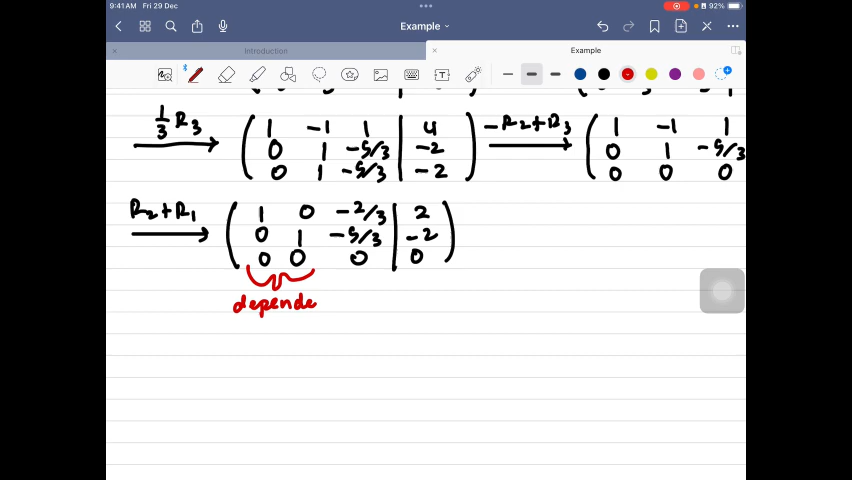 9:41AM Fri 29 Dec
92%
Example
Introduction
Example
1/3 R₃
1 -1 1 4
0 1 -5/3 -2
0 1 -5/3 -2
-R₂+R₃
1 -1 1
0 1 -5/3
0 0 0
R₂+R₁
1 0 -2/3 2
0 1 -5/3 -2
0 0 0 0
depende